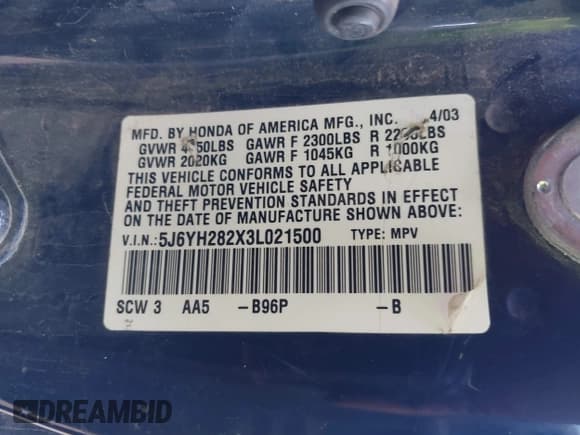 MFD. BY HONDA OF AMERICA MFG., INC. 4/03
GVWR GAWR F 2300LBS R
GVWR 2020KG GAWR F 1045KG R 1000KG
THIS VEHICLE CONFORMS TO ALL APPLICABLE
FEDERAL MOTOR VEHICLE SAFETY
AND THEFT PREVENTION STANDARDS IN EFFECT
ON THE DATE OF MANUFACTURE SHOWN ABOVE:
V.I.N.: 5J6YH282X3L021500 TYPE: MPV
SCW 3 AA5 –B96P –B
DREAMBID